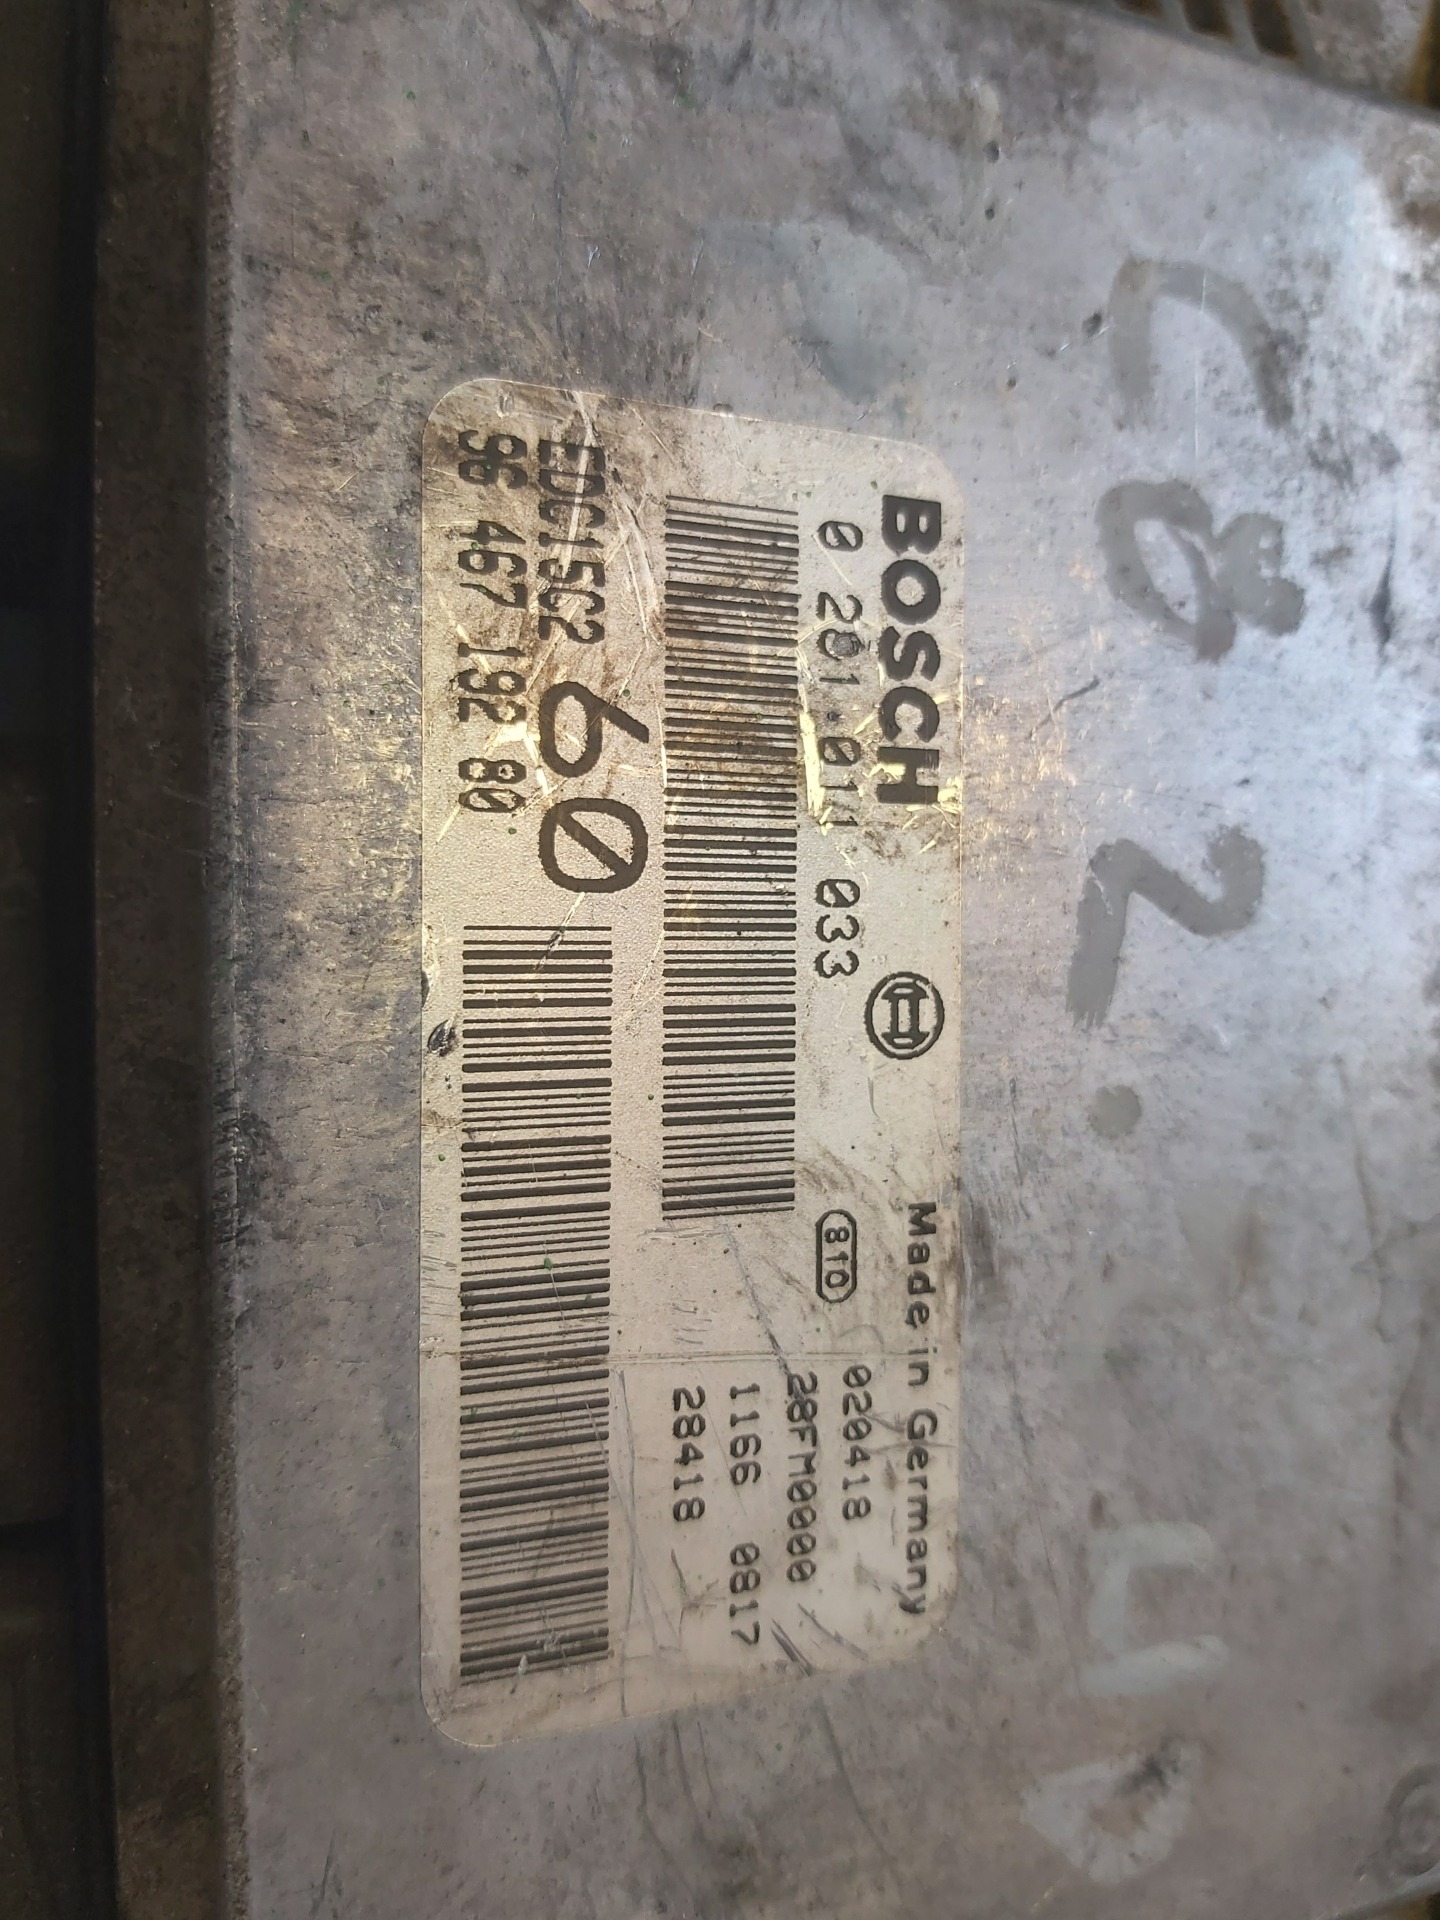 C82.
BOSCH
Made in Germany
0 281 011 033
810
020418
28FM0000
1166 0817
28418
EDC15C2
60
96 467 192 80